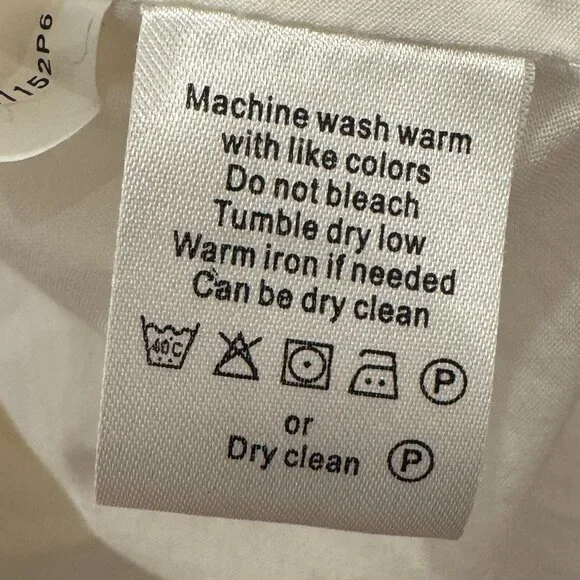 152P6
Machine wash warm
with like colors
Do not bleach
Tumble dry low
Warm iron if needed
Can be dry clean
40C P
or
Dry clean P